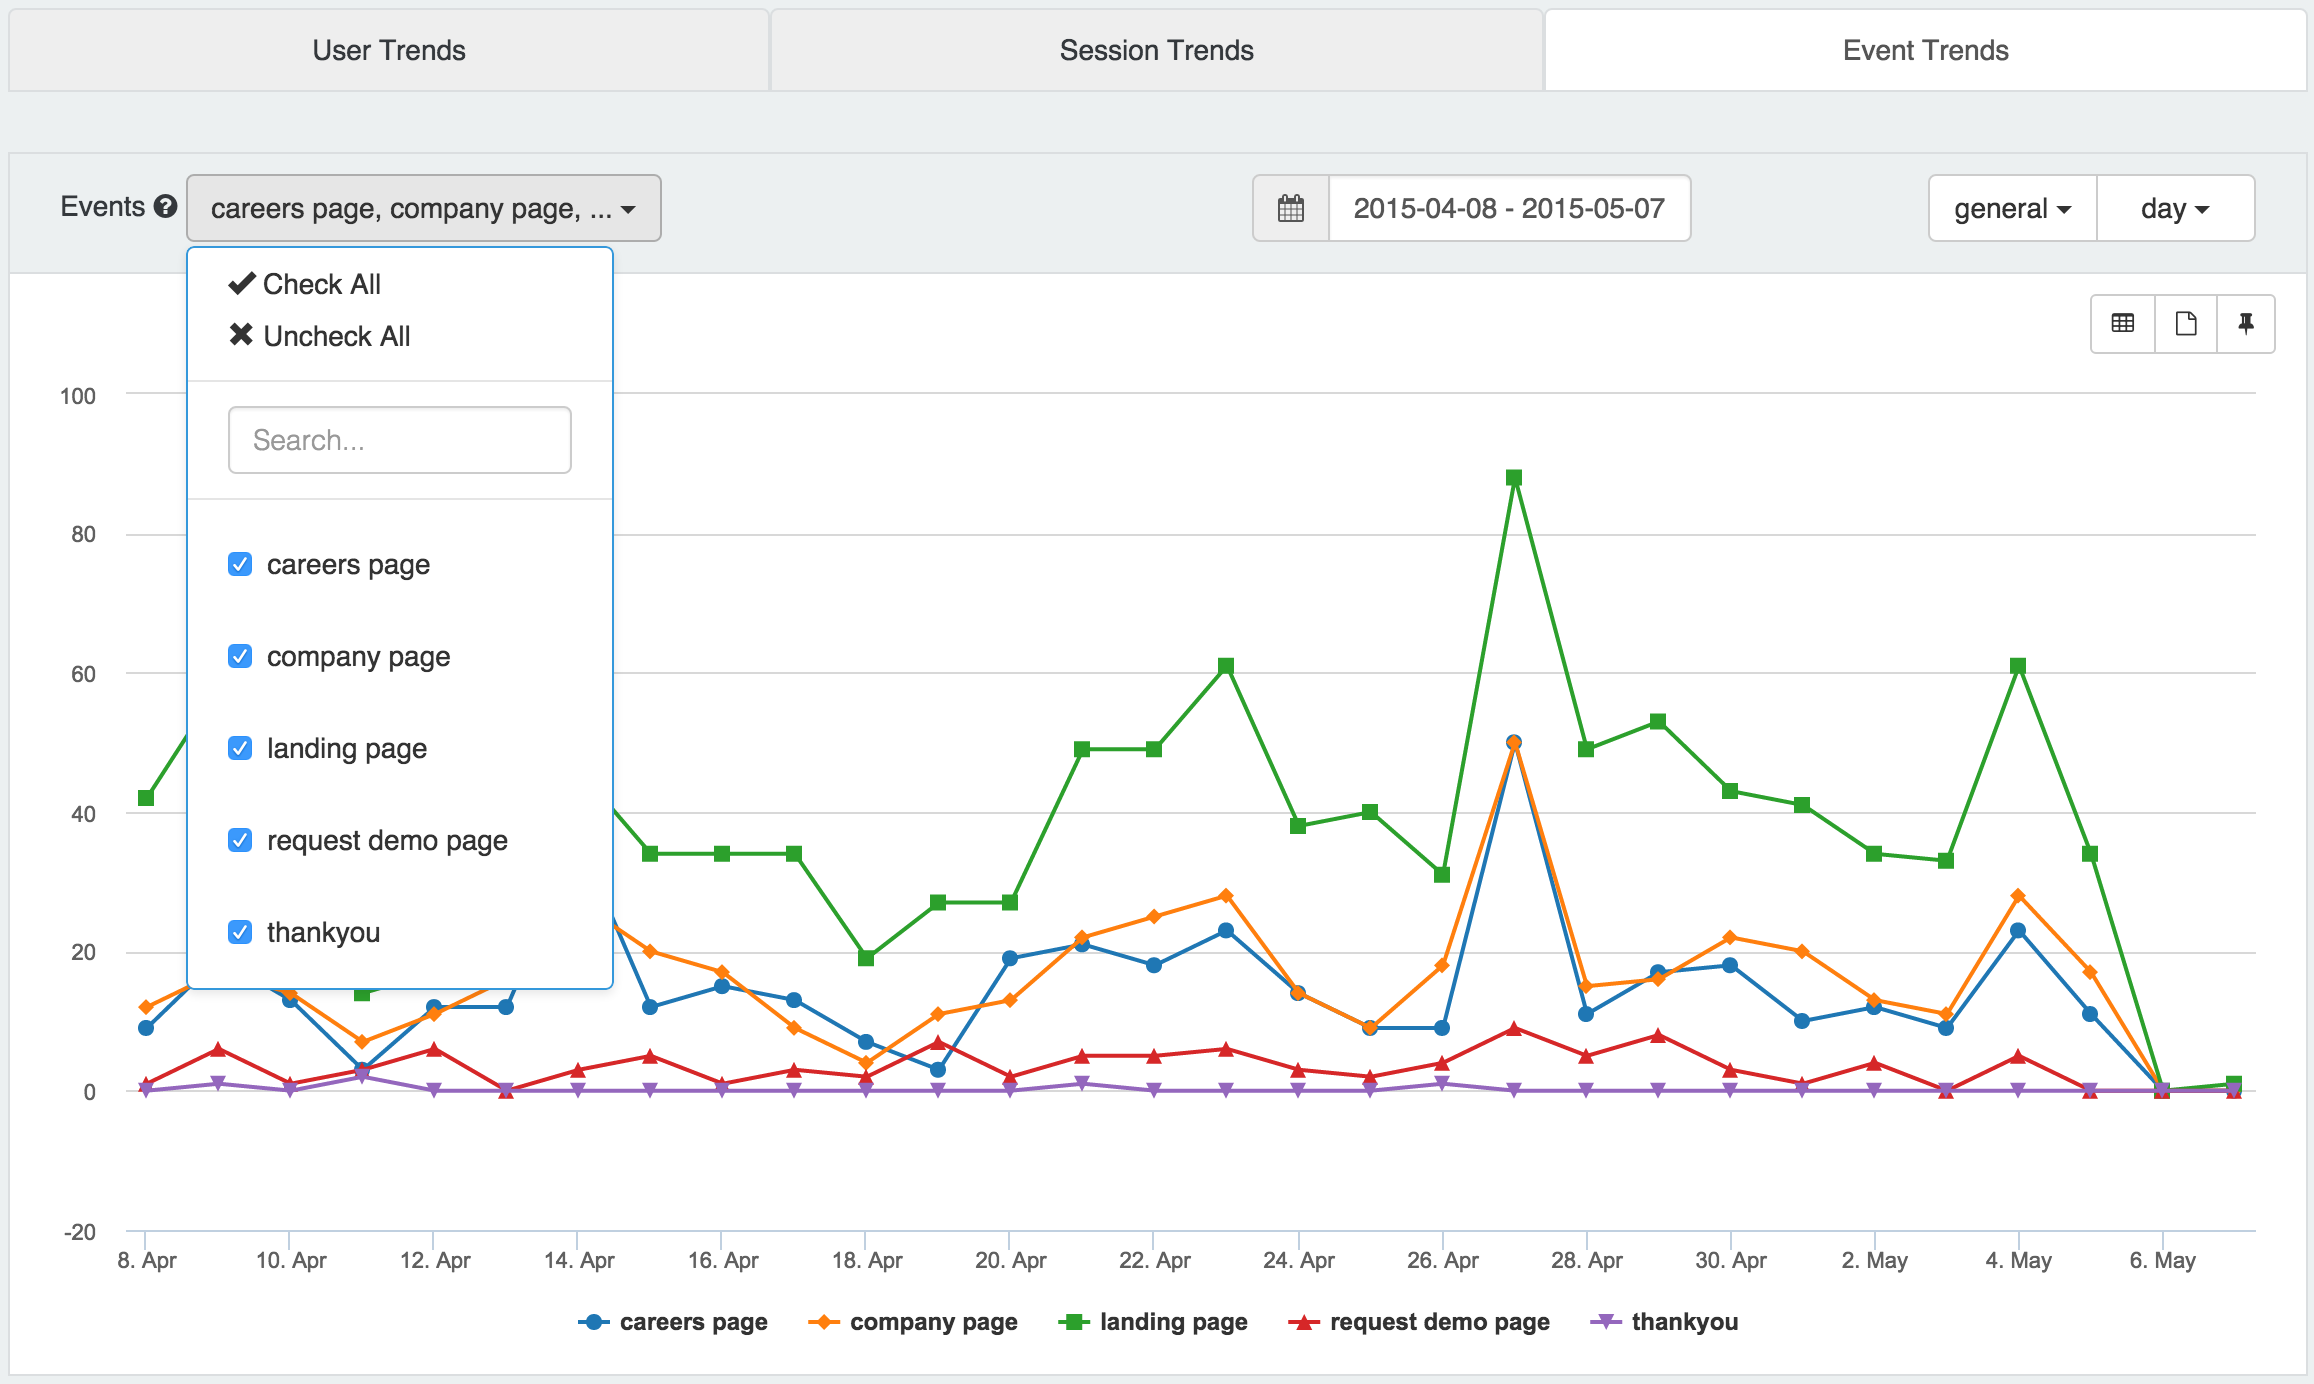 User Trends
Session Trends
Event Trends
Events
careers page, company page, ...
2015-04-08 - 2015-05-07
general
day
Check All
Uncheck All
Search...
careers page
company page
landing page
request demo page
thankyou
100
80
60
40
20
0
-20
8. Apr
10. Apr
12. Apr
14. Apr
16. Apr
18. Apr
20. Apr
22. Apr
24. Apr
26. Apr
28. Apr
30. Apr
2. May
4. May
6. May
careers page
company page
landing page
request demo page
thankyou